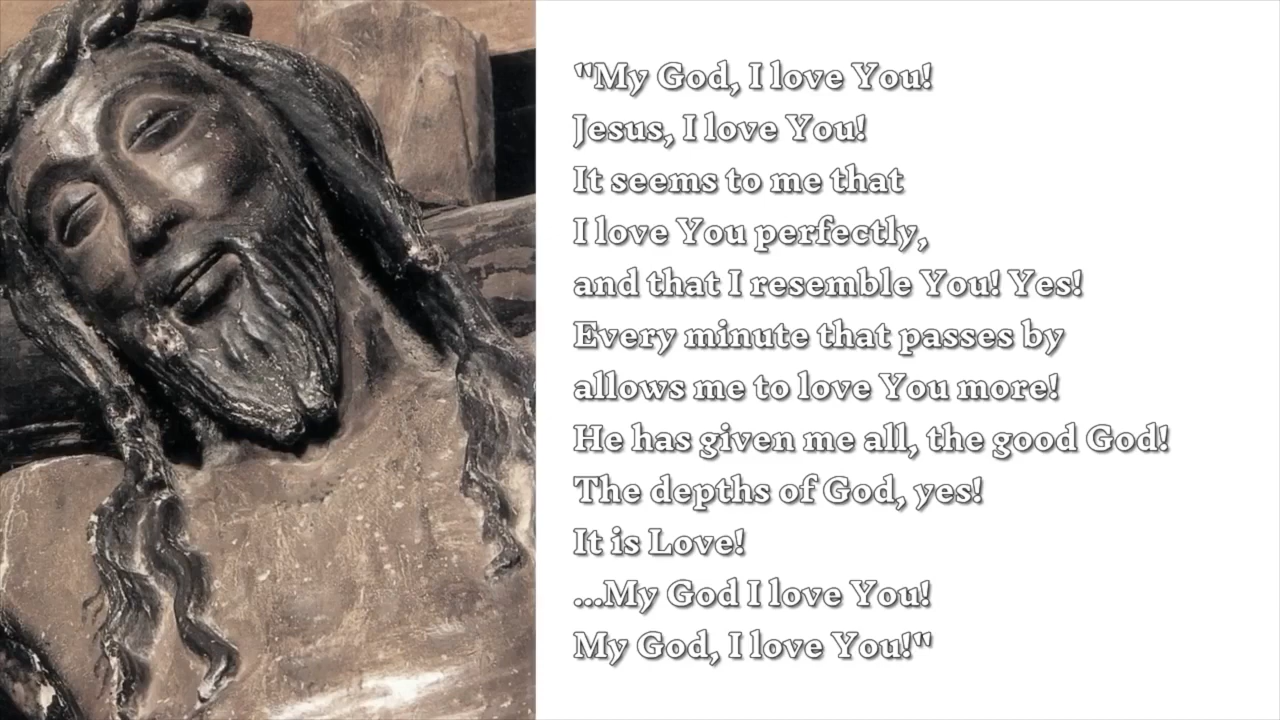 "My God, I love You!
Jesus, I love You!
It seems to me that
I love You perfectly,
and that I resemble You! Yes!
Every minute that passes by
allows me to love You more!
He has given me all, the good God!
The depths of God, yes!
It is Love!
...My God I love You!
My God, I love You!"